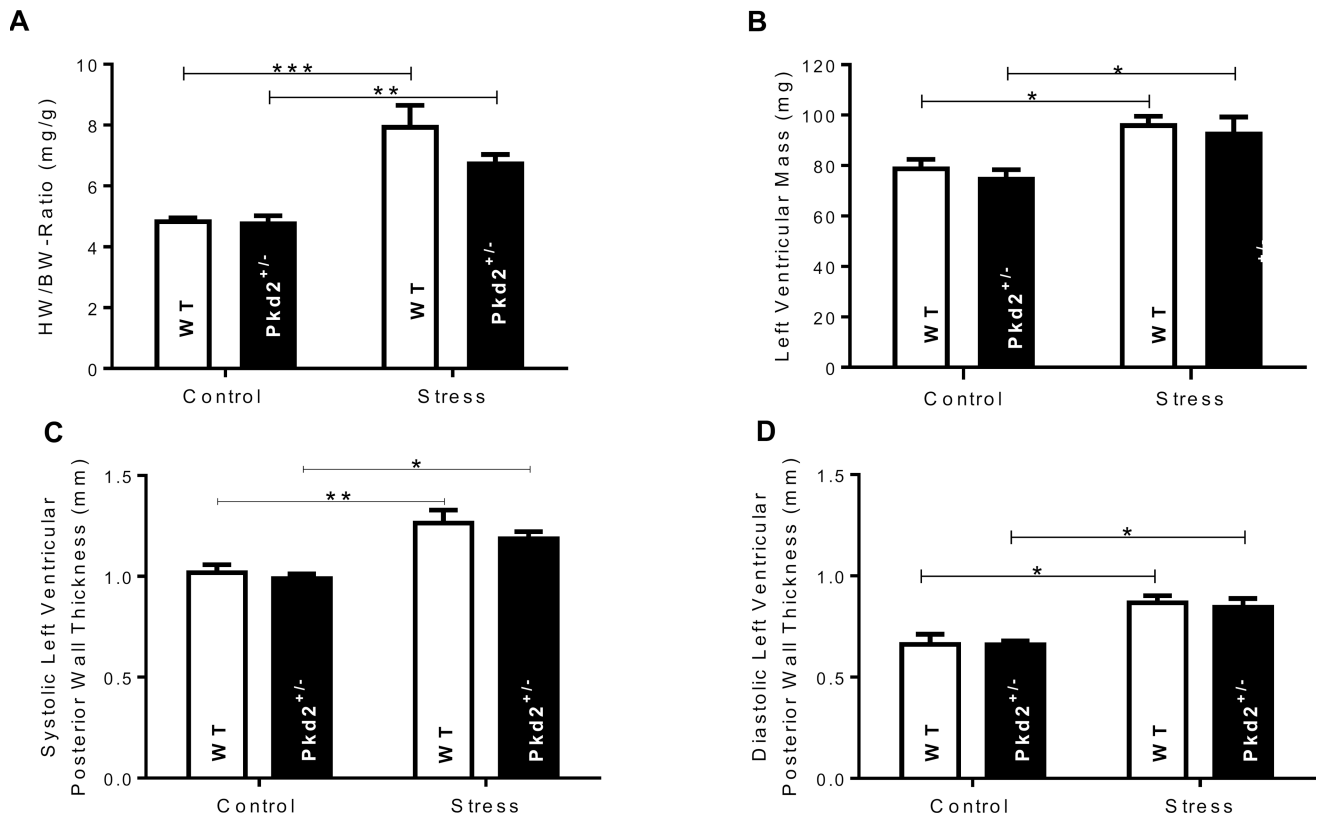 A
HW/BW-Ratio (mg/g)
10
8
6
4
2
0
***
**
WT
Pkd2+/-
WT
Pkd2+/-
Control
Stress
B
Left Ventricular Mass (mg)
120
100
80
60
40
20
0
*
*
WT
Pkd2+/-
WT
+/-
Control
Stress
C
Systolic Left Ventricular
Posterior Wall Thickness (mm)
1.5
1.0
0.5
0.0
*
**
WT
Pkd2+/-
WT
Pkd2+/-
Control
Stress
D
Diastolic Left Ventricular
Posterior Wall Thickness (mm)
1.5
1.0
0.5
0.0
*
*
WT
Pkd2+/-
WT
Pkd2+/-
Control
Stress